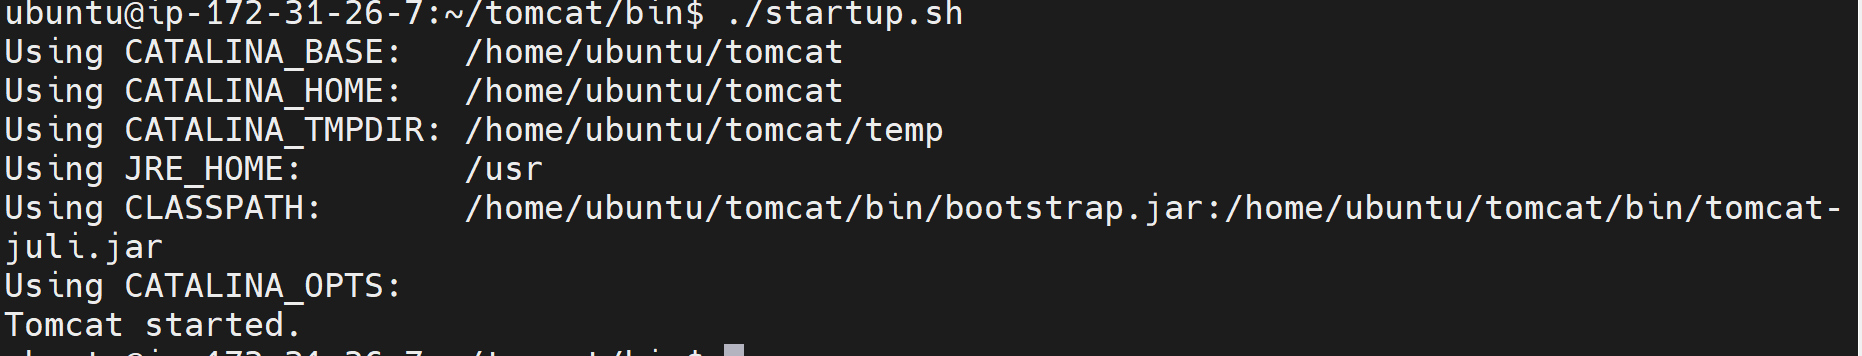 ubuntu@ip-172-31-26-7:~/tomcat/bin$ ./startup.sh
Using CATALINA_BASE:   /home/ubuntu/tomcat
Using CATALINA_HOME:   /home/ubuntu/tomcat
Using CATALINA_TMPDIR: /home/ubuntu/tomcat/temp
Using JRE_HOME:        /usr
Using CLASSPATH:       /home/ubuntu/tomcat/bin/bootstrap.jar:/home/ubuntu/tomcat/bin/tomcat-
juli.jar
Using CATALINA_OPTS:
Tomcat started.